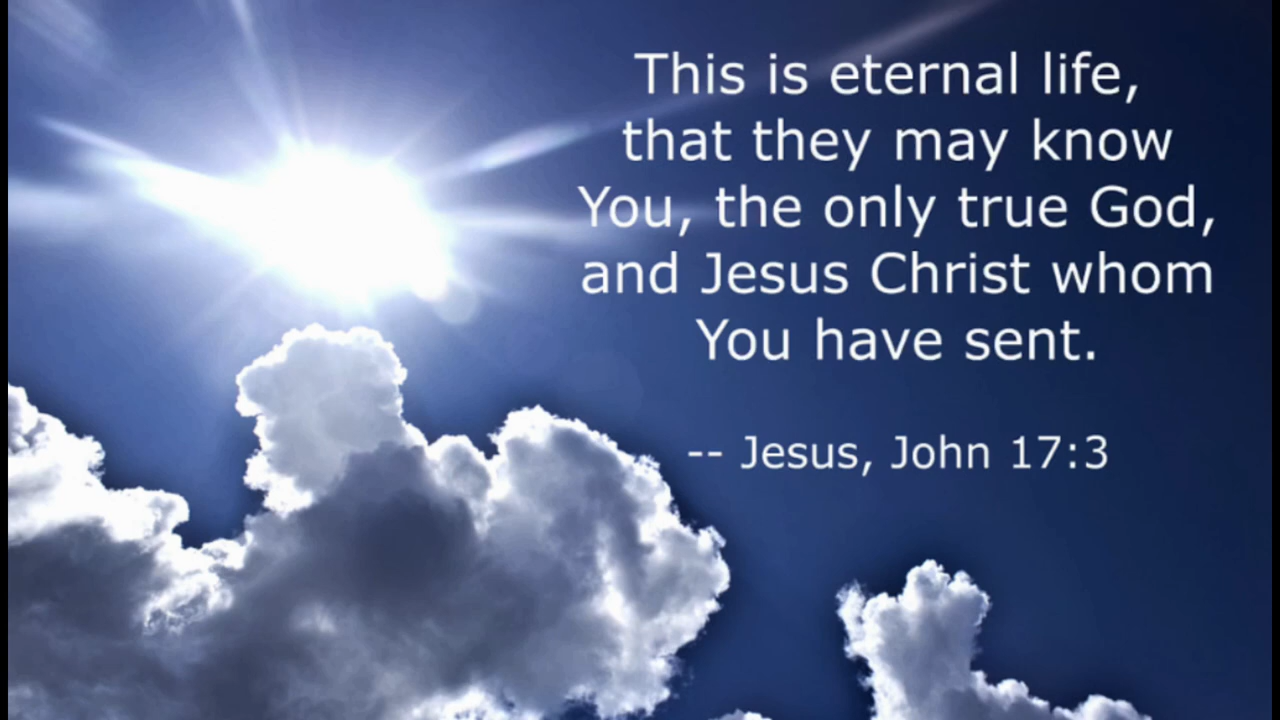 This is eternal life,
that they may know
You, the only true God,
and Jesus Christ whom
You have sent.
-- Jesus, John 17:3